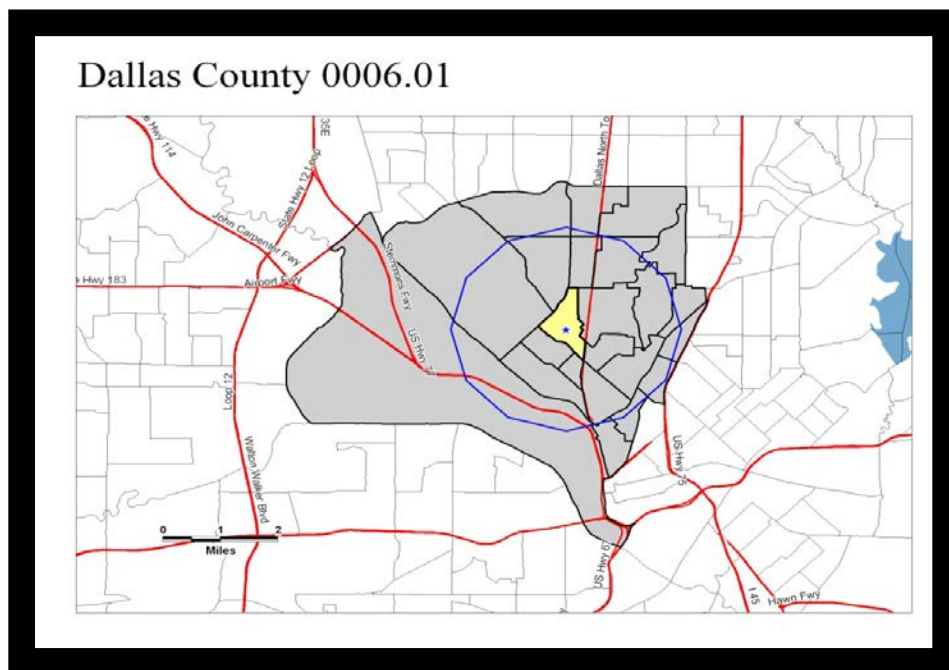 Dallas County 0006.01
e Hwy 114
35E
State Hwy 12 Loop
Dallas North To
John Carpenter Fwy
Stemmons Fwy
e Hwy 183
Airport Fwy
US Hwy 77
Loop 12
Walton Walker Blvd
US Hwy 75
0 1 2
Miles
US Hwy 67
145
Hawn Fwy